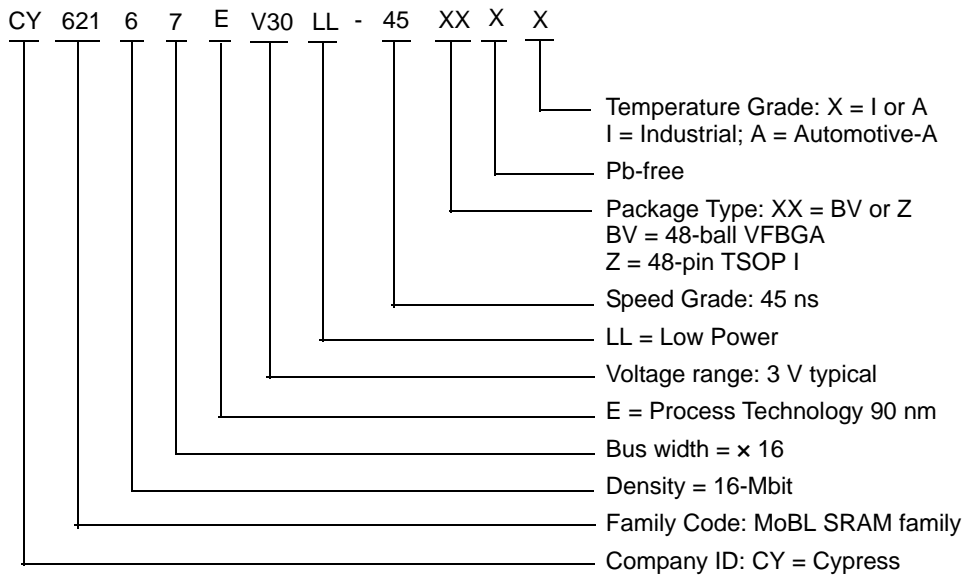 CY 621 6 7 E V30 LL - 45 XX X X
Temperature Grade: X = I or A
I = Industrial; A = Automotive-A
Pb-free
Package Type: XX = BV or Z
BV = 48-ball VFBGA
Z = 48-pin TSOP I
Speed Grade: 45 ns
LL = Low Power
Voltage range: 3 V typical
E = Process Technology 90 nm
Bus width = × 16
Density = 16-Mbit
Family Code: MoBL SRAM family
Company ID: CY = Cypress